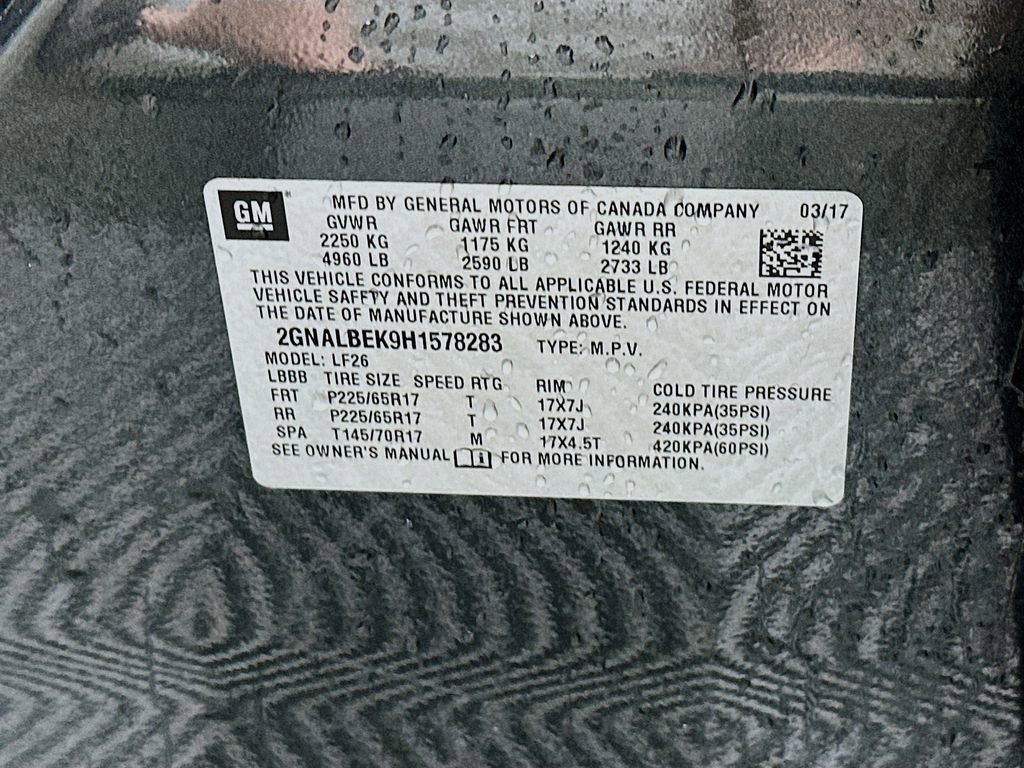 GM
MFD BY GENERAL MOTORS OF CANADA COMPANY 03/17
GVWR GAWR FRT GAWR RR
2250 KG 1175 KG 1240 KG
4960 LB 2590 LB 2733 LB
THIS VEHICLE CONFORMS TO ALL APPLICABLE U.S. FEDERAL MOTOR
VEHICLE SAFETY AND THEFT PREVENTION STANDARDS IN EFFECT ON
THE DATE OF MANUFACTURE SHOWN ABOVE.
2GNALBEK9H1578283 TYPE: M.P.V.
MODEL: LF26
LBBB TIRE SIZE SPEED RTG RIM COLD TIRE PRESSURE
FRT P225/65R17 T 17X7J 240KPA(35PSI)
RR P225/65R17 T 17X7J 240KPA(35PSI)
SPA T145/70R17 M 17X4.5T 420KPA(60PSI)
SEE OWNER'S MANUAL i FOR MORE INFORMATION.